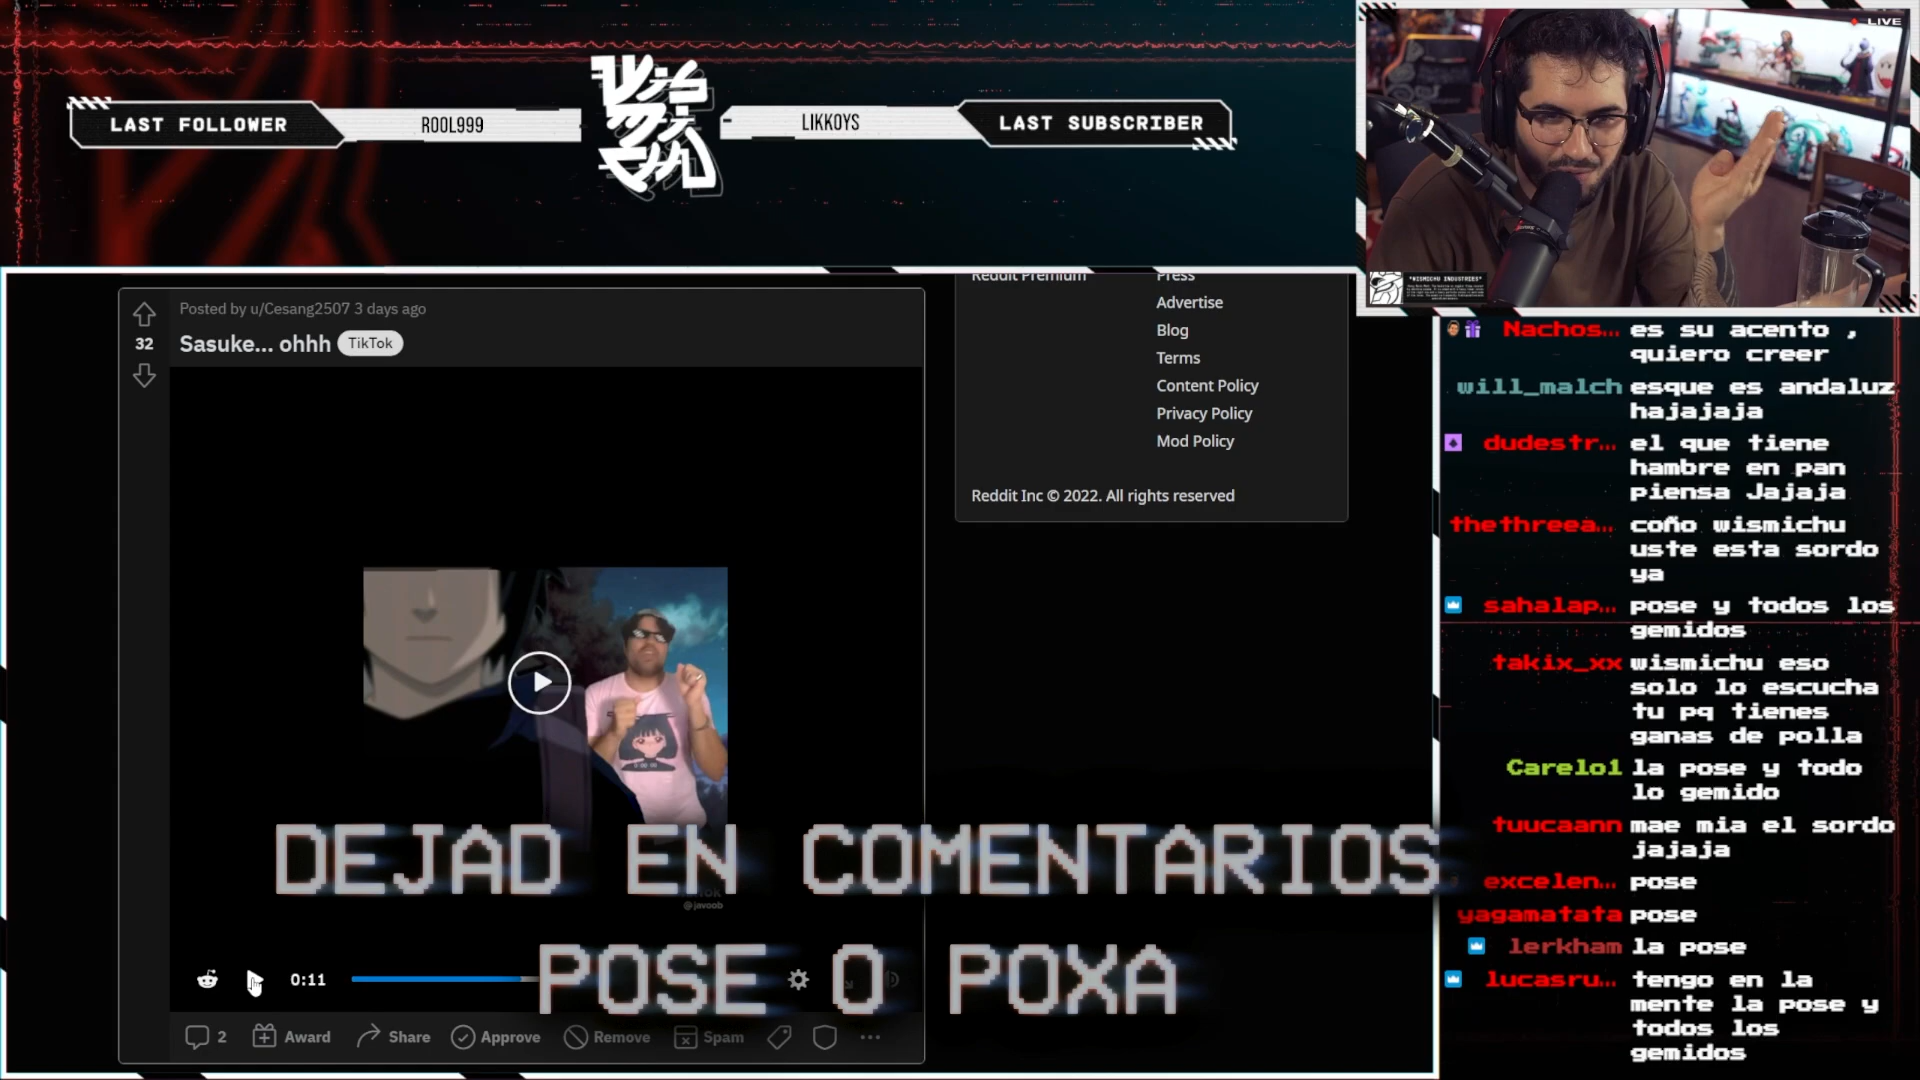 LAST FOLLOWER
ROOL999
LIKKOYS
LAST SUBSCRIBER
LIVE
*WISMICHU INDUSTRIES*
Posted by u/Cesang2507 3 days ago
32
Sasuke... ohhh TikTok
@javoob
0:11
2 Award Share Approve Remove Spam
Reddit Premium
Press
Advertise
Blog
Terms
Content Policy
Privacy Policy
Mod Policy
Reddit Inc © 2022. All rights reserved
DEJAD EN COMENTARIOS
POSE O POXA
Nachos... es su acento ,
quiero creer
will_malch esque es andaluz
hajajaja
dudestr... el que tiene
hambre en pan
piensa Jajaja
thethreea... coño wismichu
uste esta sordo
ya
sahalap... pose y todos los
gemidos
takix_xx wismichu eso
solo lo escucha
tu pq tienes
ganas de polla
Carelo1 la pose y todo
lo gemido
tuucaann mae mia el sordo
jajaja
excelen... pose
yagamatata pose
lerkham la pose
lucasru... tengo en la
mente la pose y
todos los
gemidos